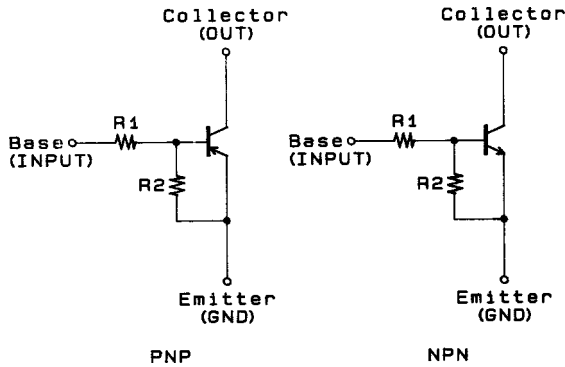 Collector
(OUT)
R1
Base
(INPUT)
R2
Emitter
(GND)
PNP
Collector
(OUT)
R1
Base
(INPUT)
R2
Emitter
(GND)
NPN